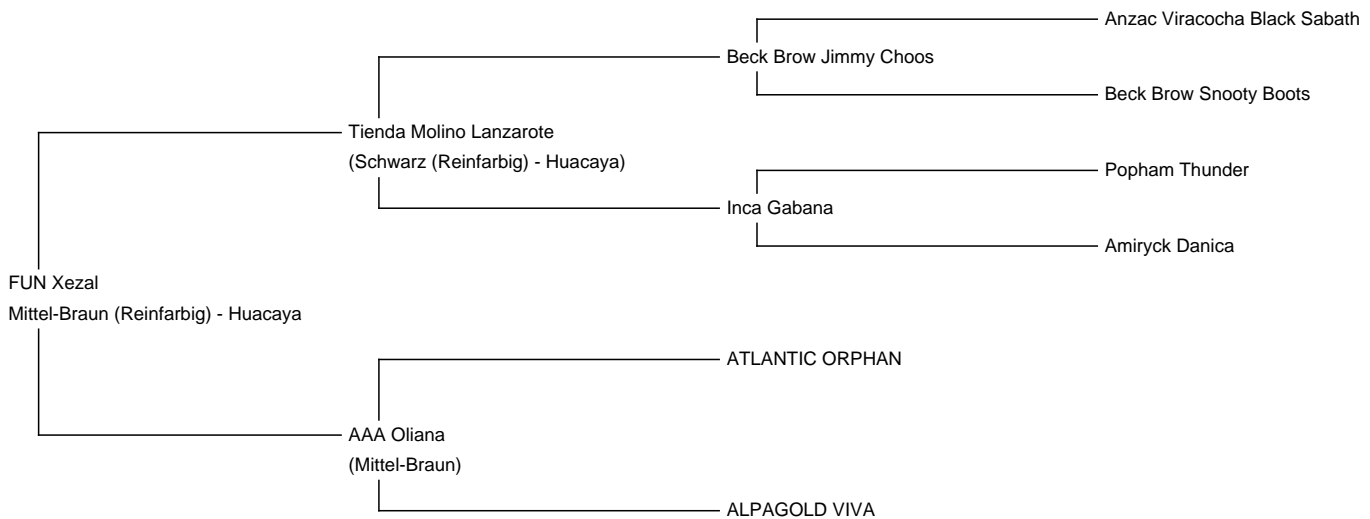 Anzac Viracocha Black Sabath
Beck Brow Jimmy Choos
Beck Brow Snooty Boots
Tienda Molino Lanzarote
(Schwarz (Reinfarbig) - Huacaya)
Popham Thunder
Inca Gabana
Amiryck Danica
FUN Xezal
Mittel-Braun (Reinfarbig) - Huacaya
ATLANTIC ORPHAN
AAA Oliana
(Mittel-Braun)
ALPAGOLD VIVA